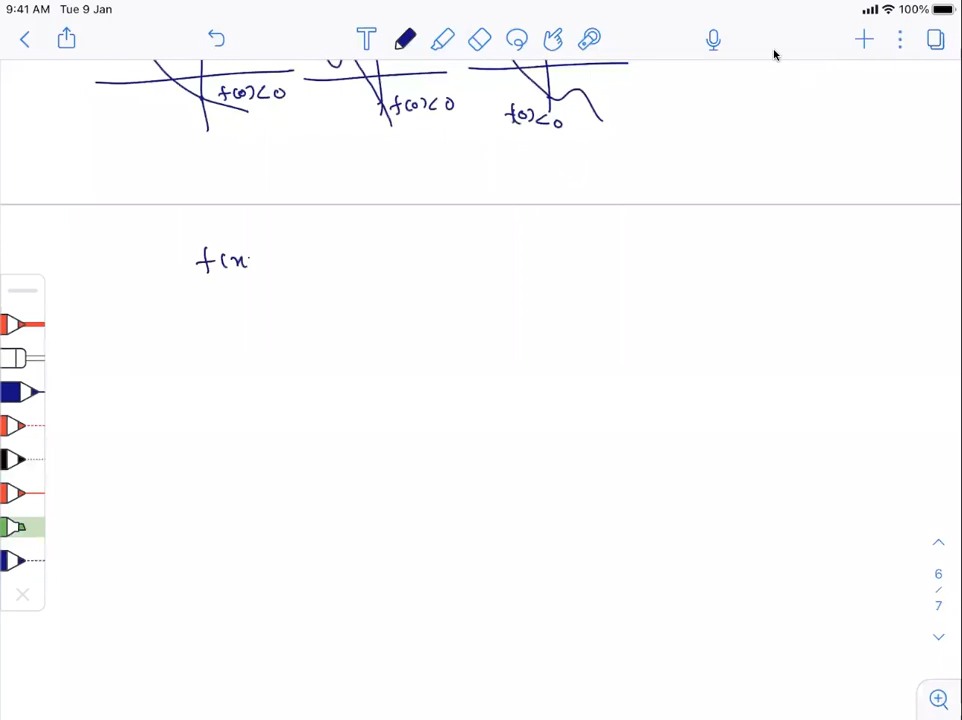 9:41 AM Tue 9 Jan 100%
f(0)<0 f(0)<0 f(0)<0
f(x
6
/
7